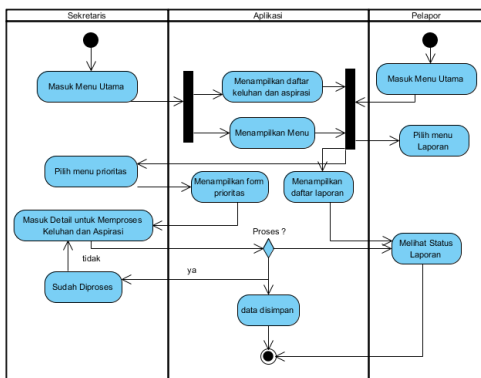 Sekretaris
Aplikasi
Pelapor
Masuk Menu Utama
Menampilkan daftar
keluhan dan aspirasi
Masuk Menu Utama
Menampilkan Menu
Pilih menu
Laporan
Pilih menu prioritas
Menampilkan form
prioritas
Menampilkan
daftar laporan
Masuk Detail untuk Memproses
Keluhan dan Aspirasi
Proses ?
Melihat Status
Laporan
tidak
ya
Sudah Diproses
data disimpan